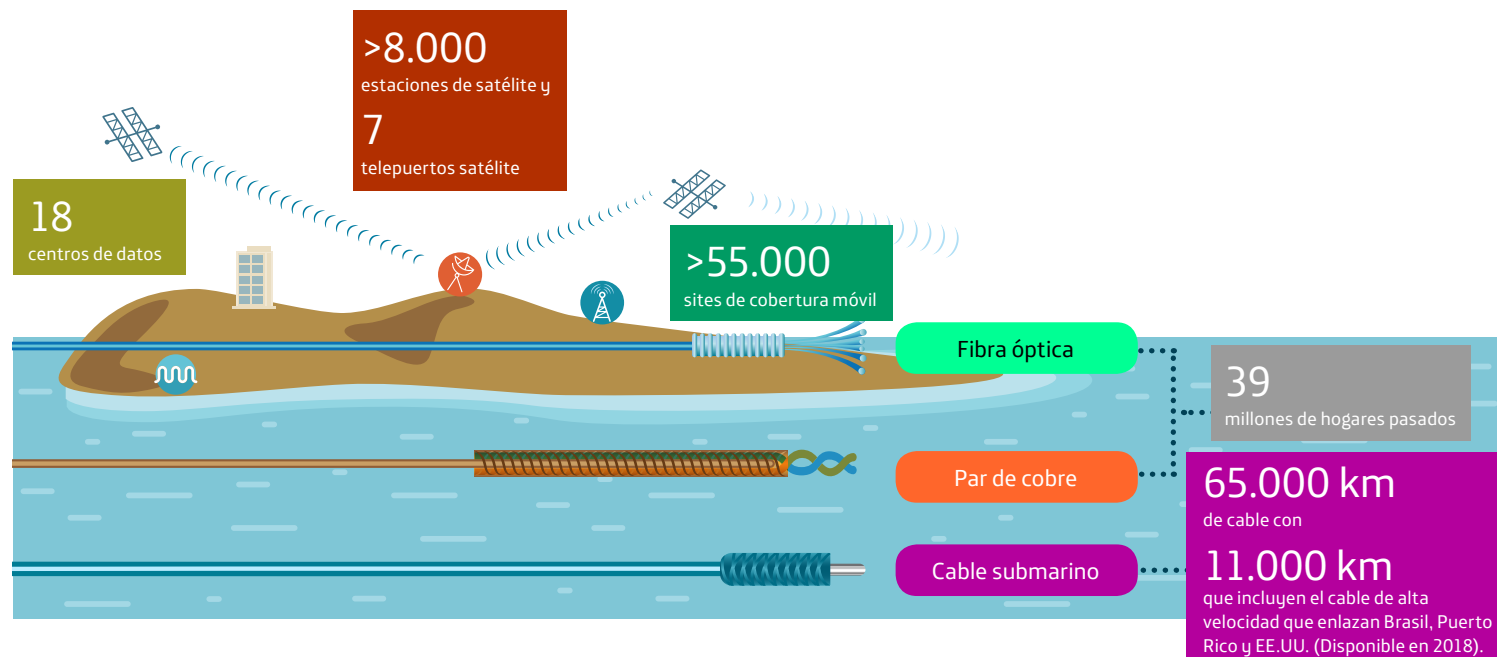 >8.000
estaciones de satélite y
7
telepuertos satélite
18
centros de datos
>55.000
sites de cobertura móvil
Fibra óptica
39
millones de hogares pasados
Par de cobre
65.000 km
de cable con
Cable submarino
11.000 km
que incluyen el cable de alta
velocidad que enlazan Brasil, Puerto
Rico y EE.UU. (Disponible en 2018).